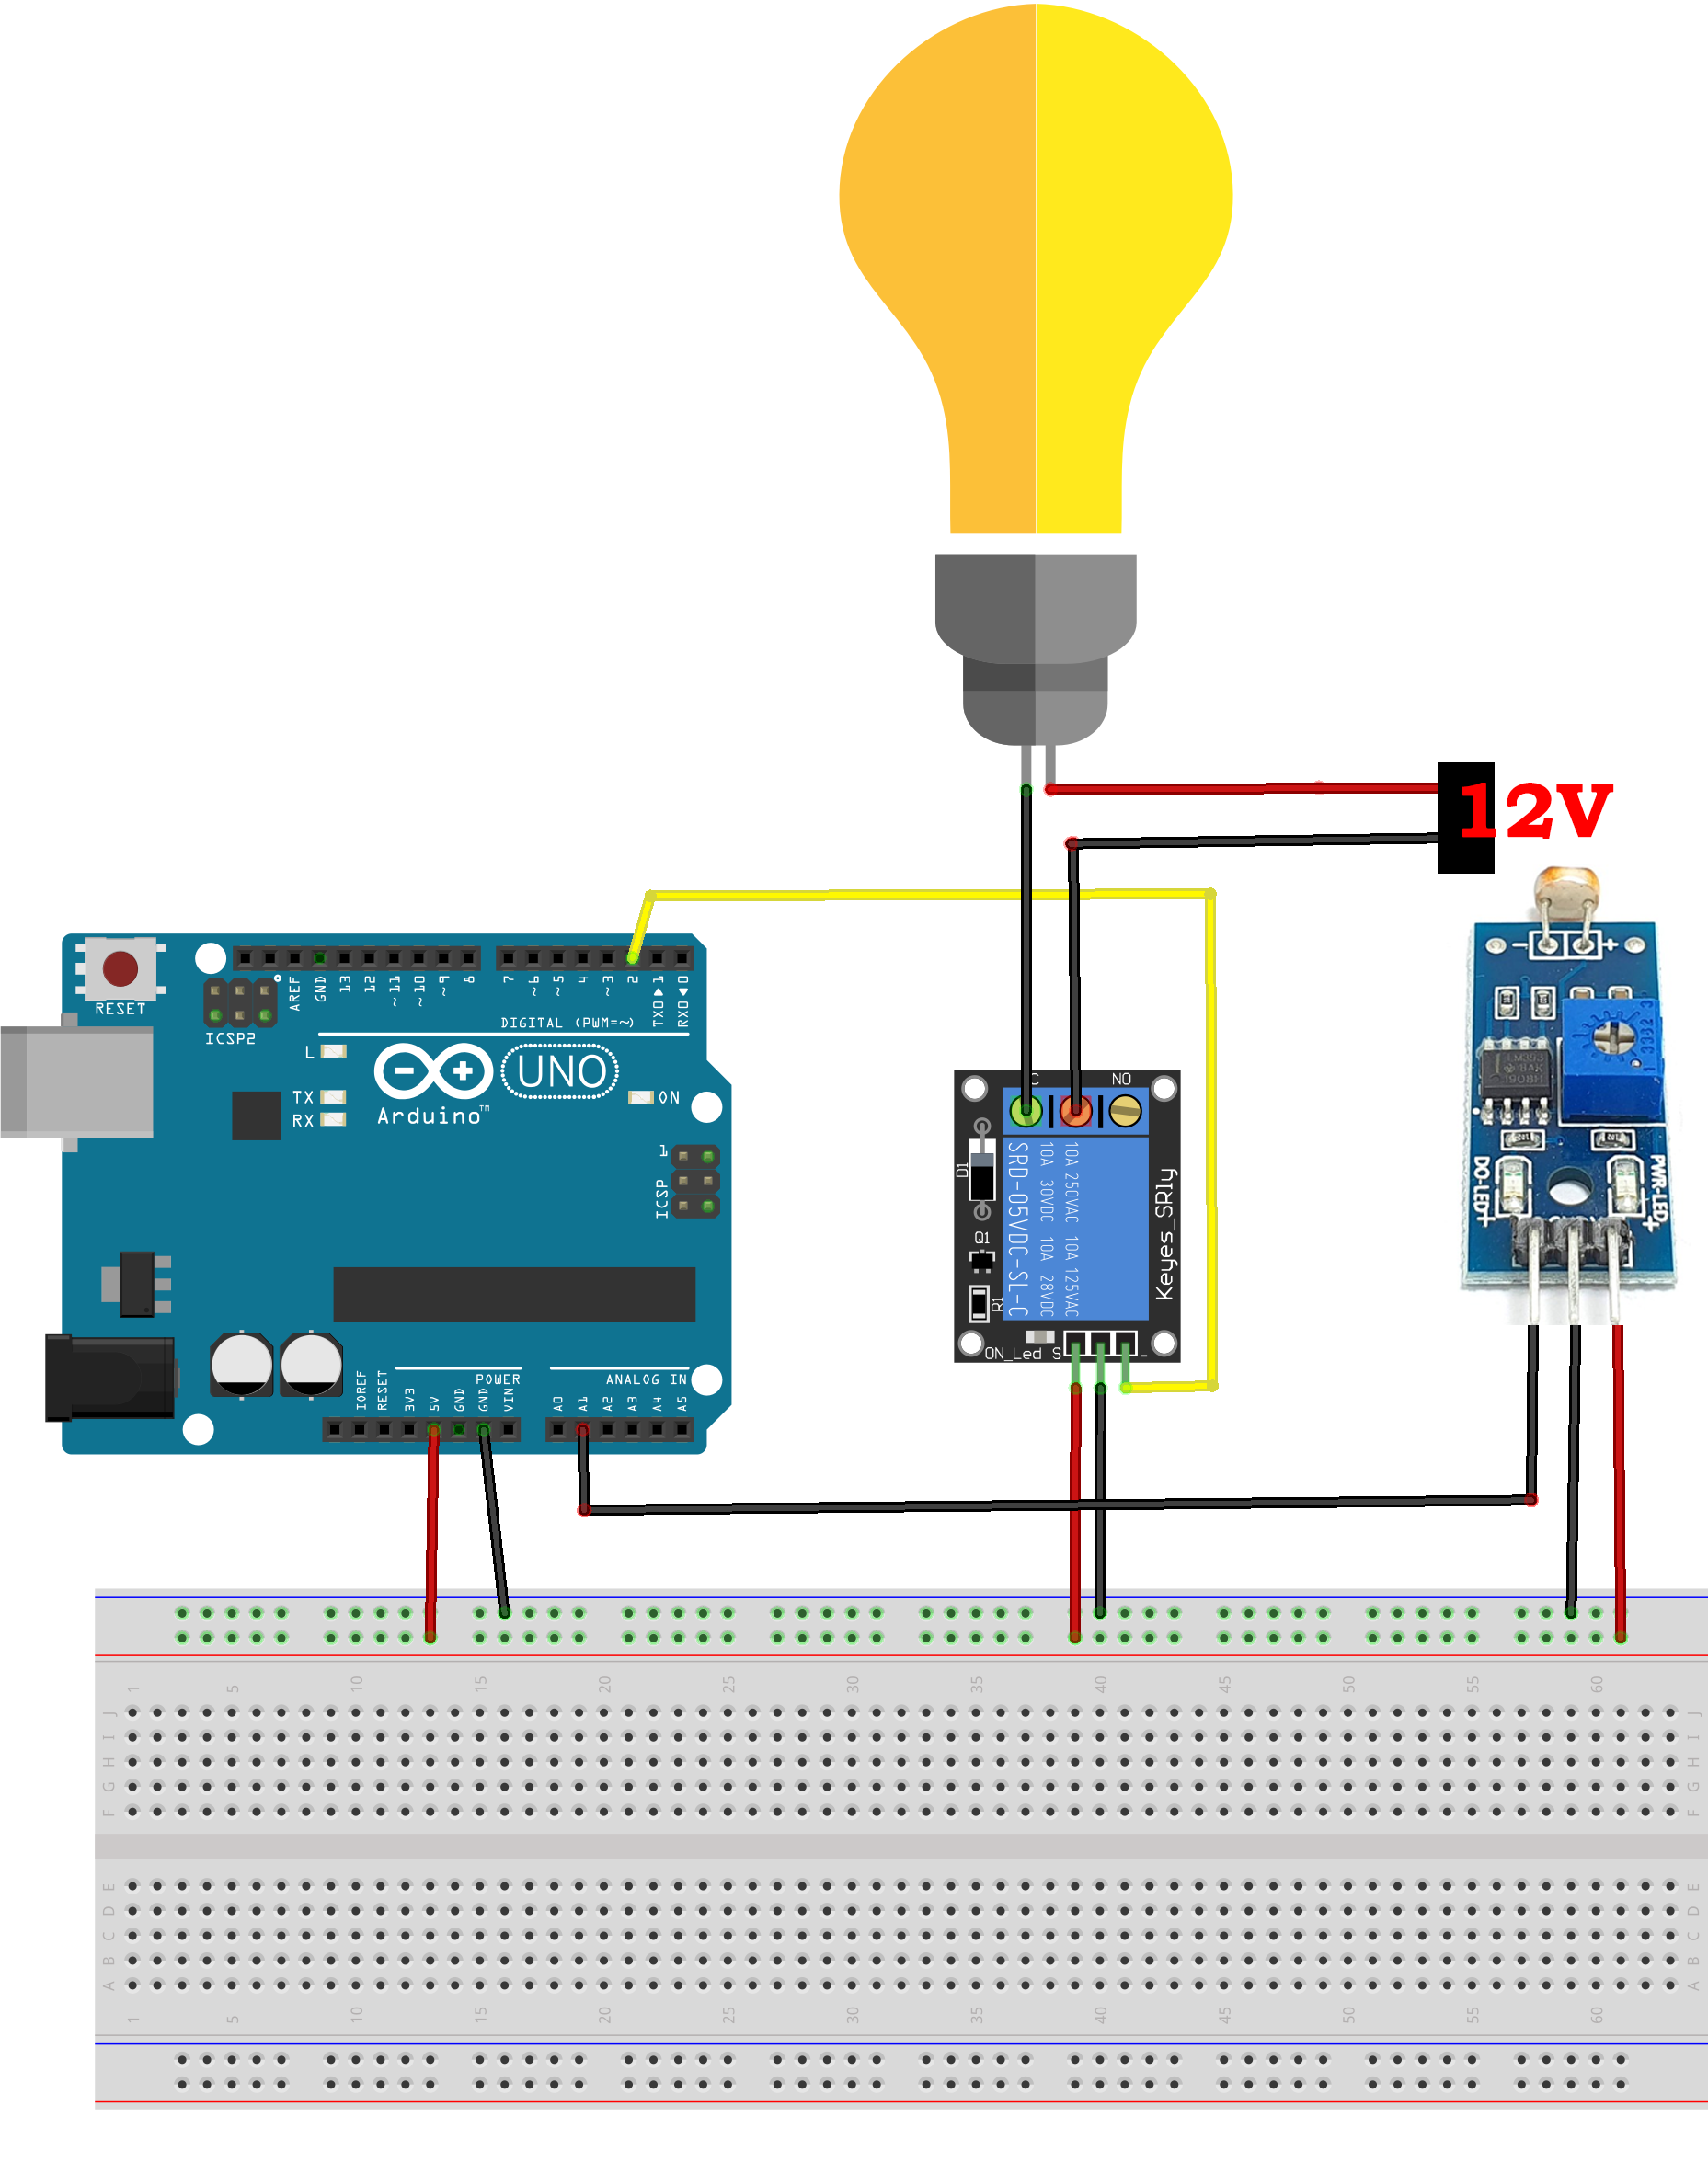 12V
RESET
ICSP2
AREF
GND
13
12
~11
~10
~9
8
7
~6
~5
4
~3
2
TX0▶1
RX0◀0
DIGITAL (PWM=~)
L
TX
RX
UNO
Arduino™
ON
1
ICSP
IOREF
RESET
3V3
5V
GND
GND
VIN
POWER
A0
A1
A2
A3
A4
A5
ANALOG IN
C
NO
D1
Q1
R1
SRD-05VDC-SL-C
10A 30VDC 10A 28VDC
10A 250VAC 10A 125VAC
Keyes_SRly
ON_Led S
-
- +
3362
LM393
103
DO-LED+
PWR-LED+
1 5 10 15 20 25 30 35 40 45 50 55 60
J J
I I
H H
G G
F F
E E
D D
C C
B B
A A
1 5 10 15 20 25 30 35 40 45 50 55 60